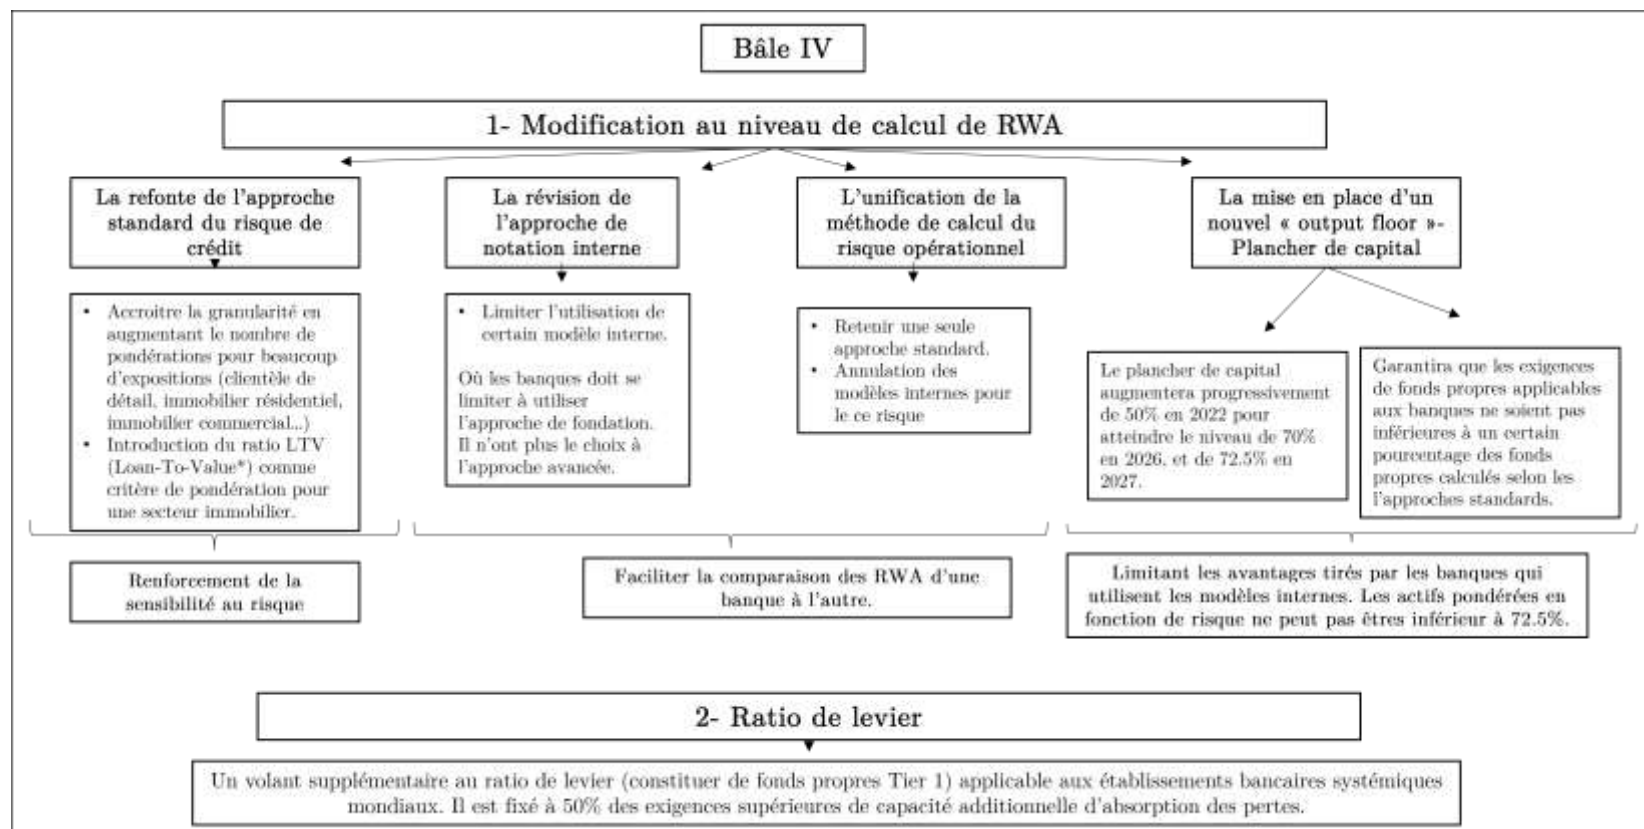 Bâle IV
1- Modification au niveau de calcul de RWA
La refonte de l'approche
standard du risque de
crédit
La révision de
l'approche de
notation interne
L'unification de la
méthode de calcul du
risque opérationnel
La mise en place d'un
nouvel « output floor »-
Plancher de capital
• Accroitre la granularité en
augmentant le nombre de
pondérations pour beaucoup
d'expositions (clientèle de
détail, immobilier résidentiel,
immobilier commercial...)
• Introduction du ratio LTV
(Loan-To-Value*) comme
critère de pondération pour
une secteur immobilier.
• Limiter l'utilisation de
certain modèle interne.
Où les banques doit se
limiter à utiliser
l'approche de fondation.
Il n'ont plus le choix à
l'approche avancée.
• Retenir une seule
approche standard.
• Annulation des
modèles internes pour
le ce risque
Le plancher de capital
augmentera progressivement
de 50% en 2022 pour
atteindre le niveau de 70%
en 2026, et de 72.5% en
2027.
Garantira que les exigences
de fonds propres applicables
aux banques ne soient pas
inférieures à un certain
pourcentage des fonds
propres calculés selon les
l'approches standards.
Renforcement de la
sensibilité au risque
Faciliter la comparaison des RWA d'une
banque à l'autre.
Limitant les avantages tirés par les banques qui
utilisent les modèles internes. Les actifs pondérées en
fonction de risque ne peut pas êtres inférieur à 72.5%.
2- Ratio de levier
Un volant supplémentaire au ratio de levier (constituer de fonds propres Tier 1) applicable aux établissements bancaires systémiques
mondiaux. Il est fixé à 50% des exigences supérieures de capacité additionnelle d'absorption des pertes.